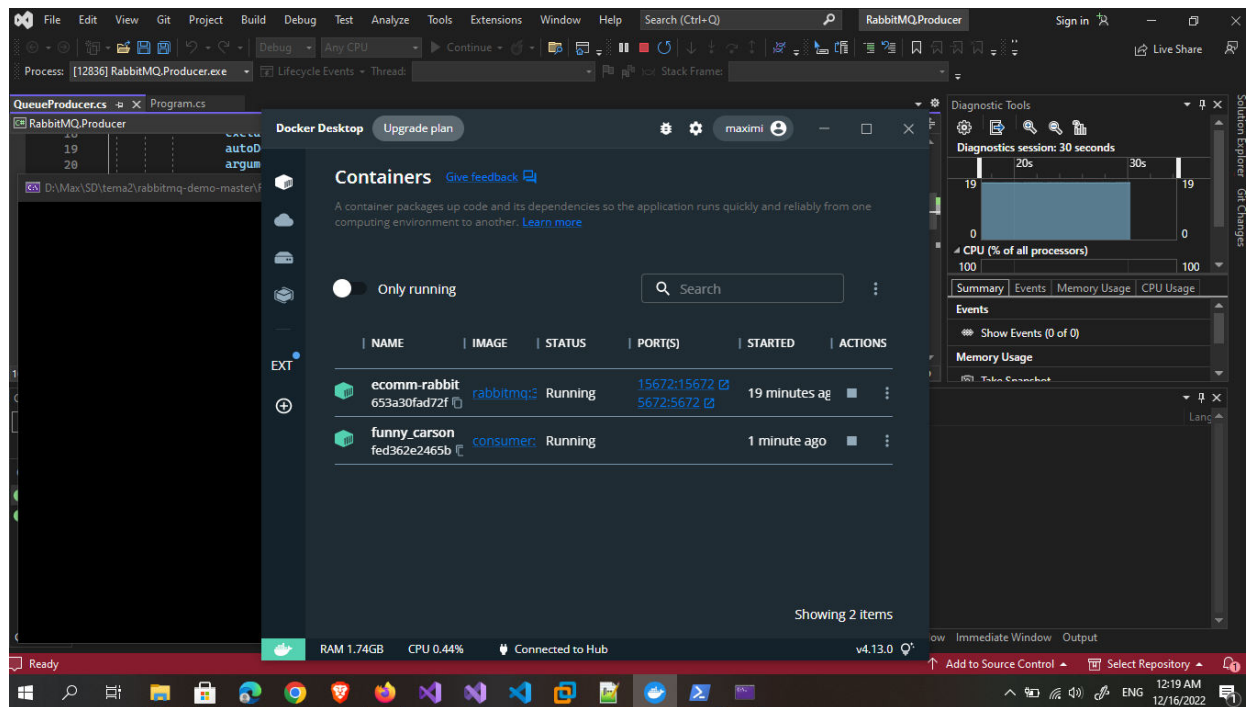 File Edit View Git Project Build Debug Test Analyze Tools Extensions Window Help Search (Ctrl+Q) RabbitMQ.Producer Sign in
Debug Any CPU Continue Live Share
Process: [12836] RabbitMQ.Producer.exe Lifecycle Events Thread: Stack Frame:
QueueProducer.cs Program.cs
RabbitMQ.Producer
19 autoD
20 argum
D:\Max\SD\tema2\rabbitmq-demo-master\
Docker Desktop Upgrade plan maximi
Containers Give feedback
A container packages up code and its dependencies so the application runs quickly and reliably from one
computing environment to another. Learn more
Only running
Search
NAME IMAGE STATUS PORT(S) STARTED ACTIONS
EXT
ecomm-rabbit rabbitmq:3 Running 15672:15672 19 minutes ag
653a30fad72f 5672:5672
funny_carson consumer: Running 1 minute ago
fed362e2465b
Showing 2 items
RAM 1.74GB CPU 0.44% Connected to Hub v4.13.0
Diagnostic Tools
Diagnostics session: 30 seconds
20s 30s
19 19
0 0
CPU (% of all processors)
100 100
Summary Events Memory Usage CPU Usage
Events
Show Events (0 of 0)
Memory Usage
Take Snapshot
Lang
Immediate Window Output
Solution Explorer
Git Changes
Ready Add to Source Control Select Repository
ENG 12:19 AM
12/16/2022